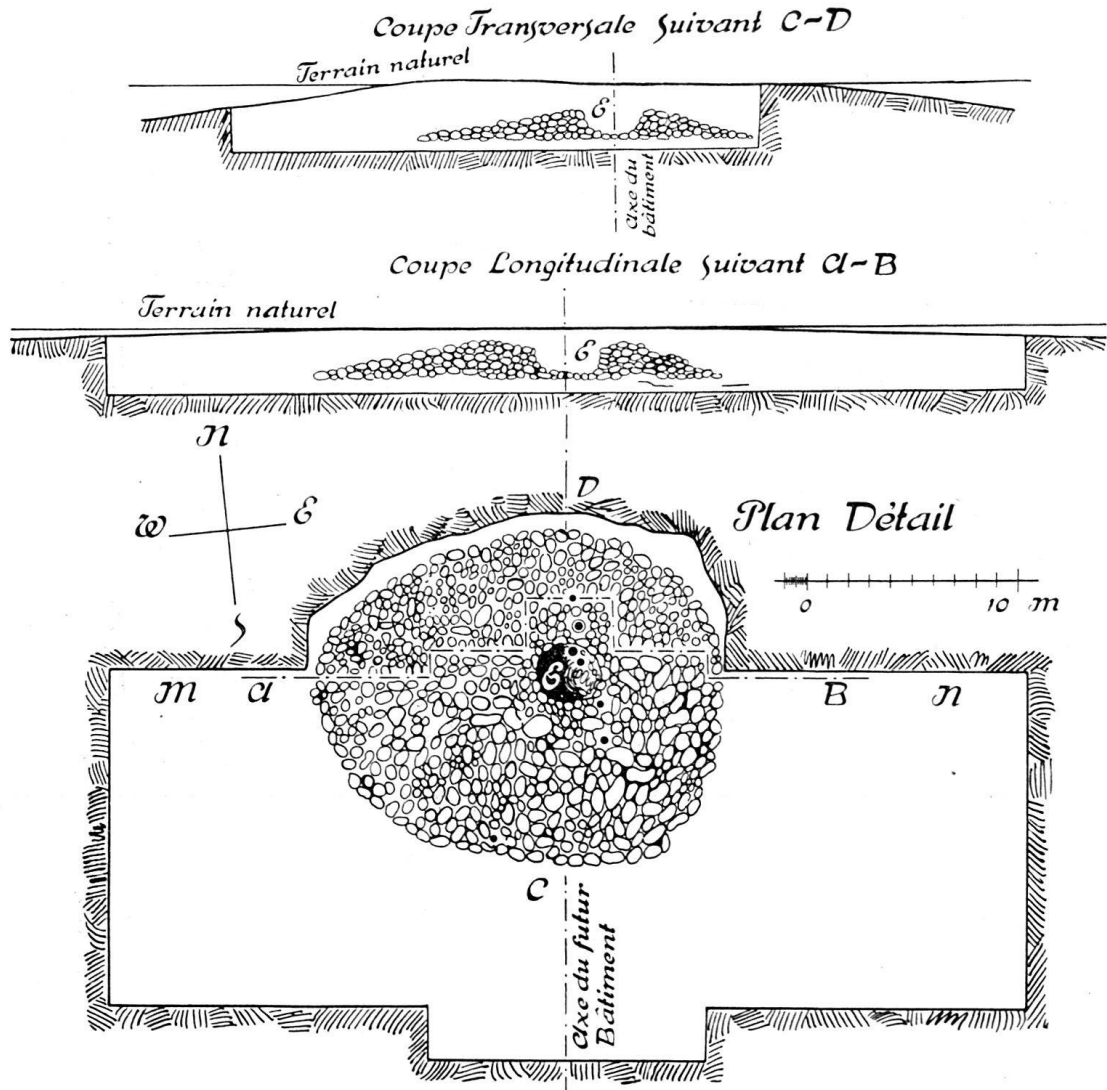 Coupe Transversale suivant C-D
Terrain naturel
E
Axe du
bâtiment
Coupe Longitudinale suivant A-B
Terrain naturel
E
N
W E
S
D
Plan Détail
0 10 m
M A E B N
C
Axe du futur
Bâtiment